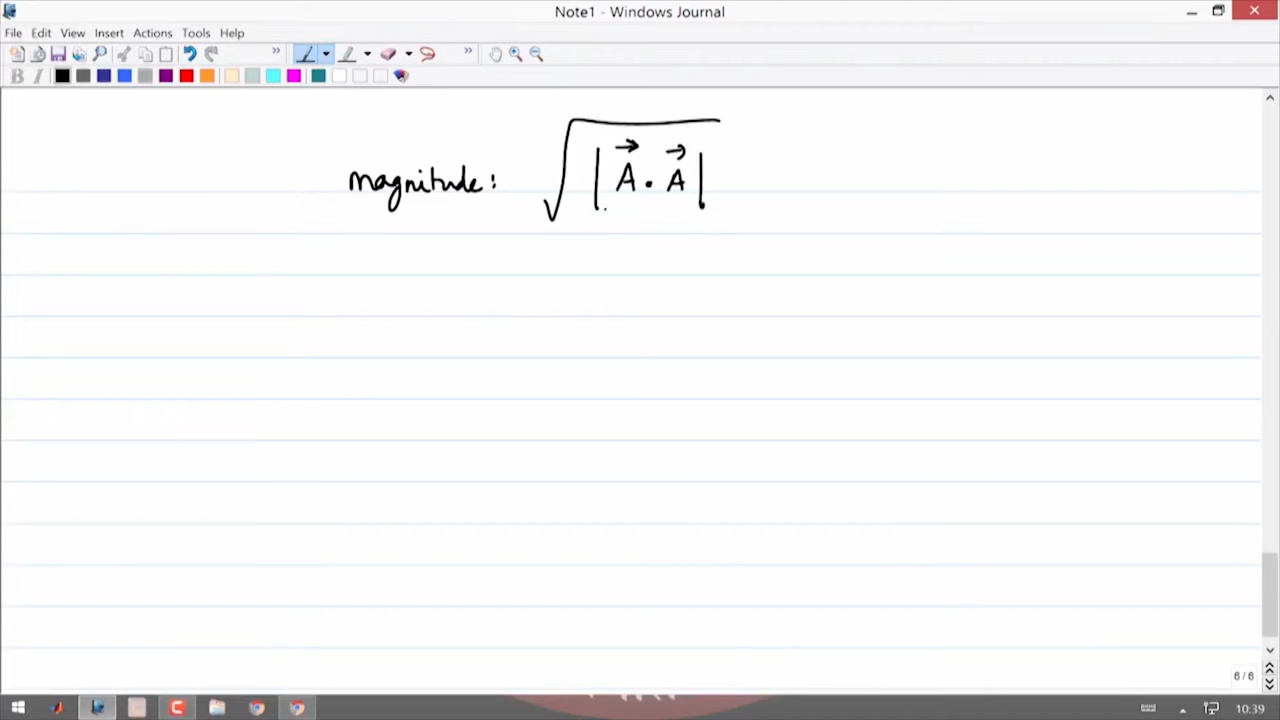 Note1 - Windows Journal
File Edit View Insert Actions Tools Help
B I
magnitude: √|A⃗ · A⃗|
6 / 6
10:39